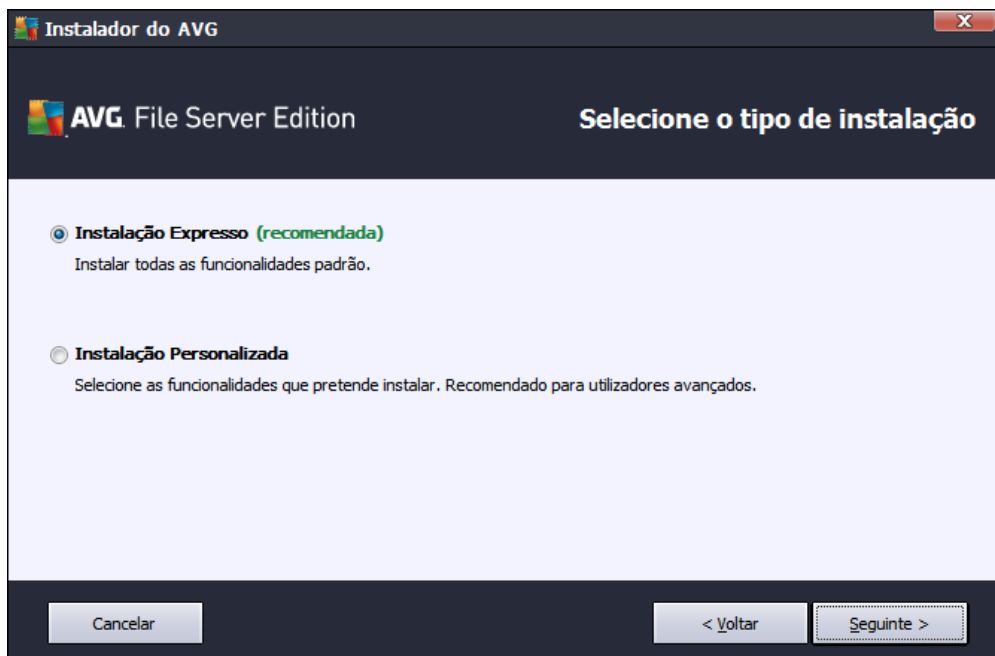 Instalador do AVG
AVG. File Server Edition
Selecione o tipo de instalação
Instalação Expresso (recomendada)
Instalar todas as funcionalidades padrão.
Instalação Personalizada
Selecione as funcionalidades que pretende instalar. Recomendado para utilizadores avançados.
Cancelar
< Voltar
Seguinte >